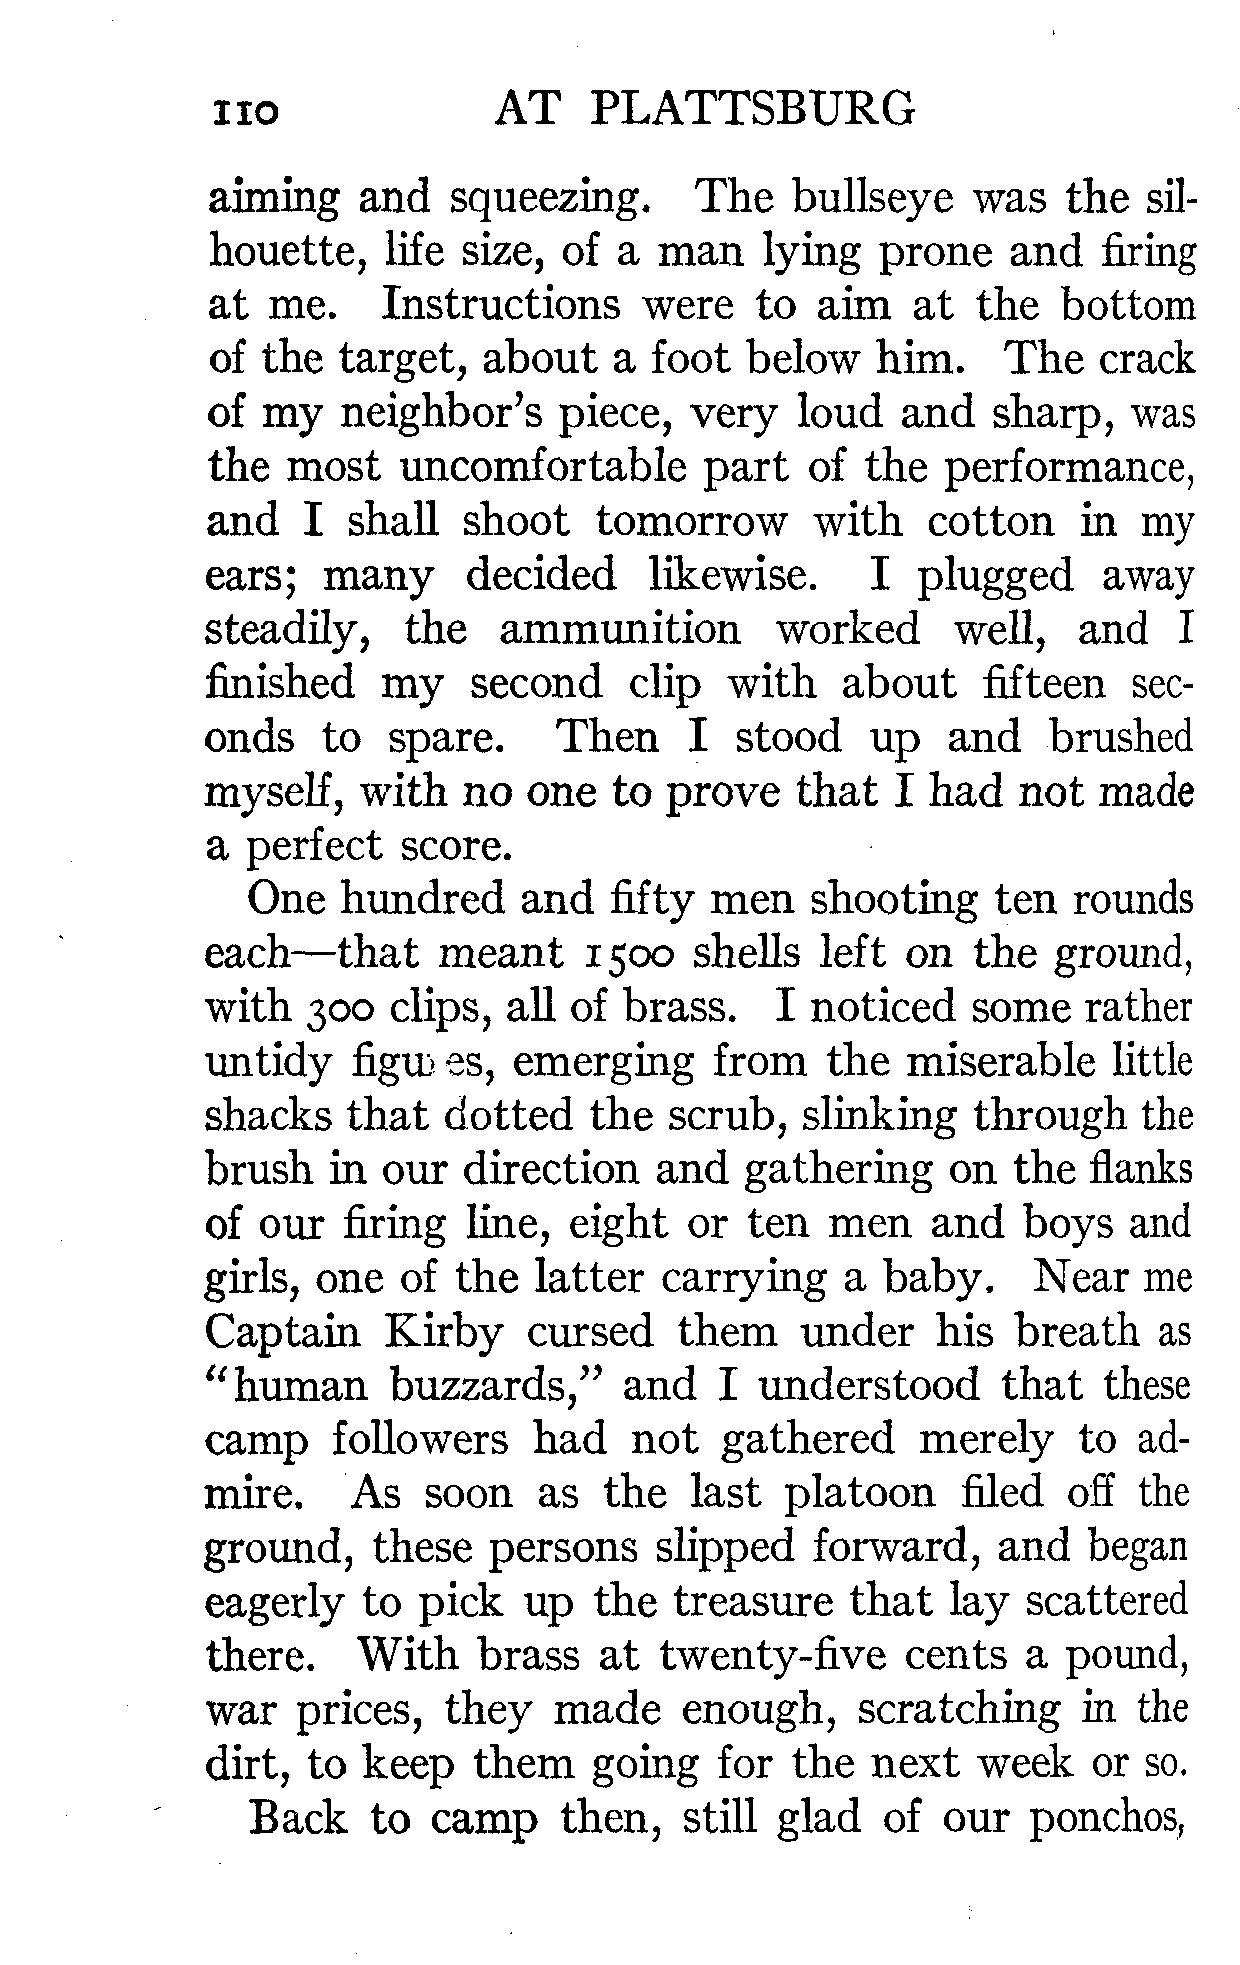 110 AT PLATTSBURG
aiming and squeezing. The bullseye was the sil-
houette, life size, of a man lying prone and firing
at me. Instructions were to aim at the bottom
of the target, about a foot below him. The crack
of my neighbor's piece, very loud and sharp, was
the most uncomfortable part of the performance,
and I shall shoot tomorrow with cotton in my
ears; many decided likewise. I plugged away
steadily, the ammunition worked well, and I
finished my second clip with about fifteen sec-
onds to spare. Then I stood up and brushed
myself, with no one to prove that I had not made
a perfect score.
One hundred and fifty men shooting ten rounds
each—that meant 1500 shells left on the ground,
with 300 clips, all of brass. I noticed some rather
untidy figures, emerging from the miserable little
shacks that dotted the scrub, slinking through the
brush in our direction and gathering on the flanks
of our firing line, eight or ten men and boys and
girls, one of the latter carrying a baby. Near me
Captain Kirby cursed them under his breath as
"human buzzards," and I understood that these
camp followers had not gathered merely to ad-
mire. As soon as the last platoon filed off the
ground, these persons slipped forward, and began
eagerly to pick up the treasure that lay scattered
there. With brass at twenty-five cents a pound,
war prices, they made enough, scratching in the
dirt, to keep them going for the next week or so.
Back to camp then, still glad of our ponchos,